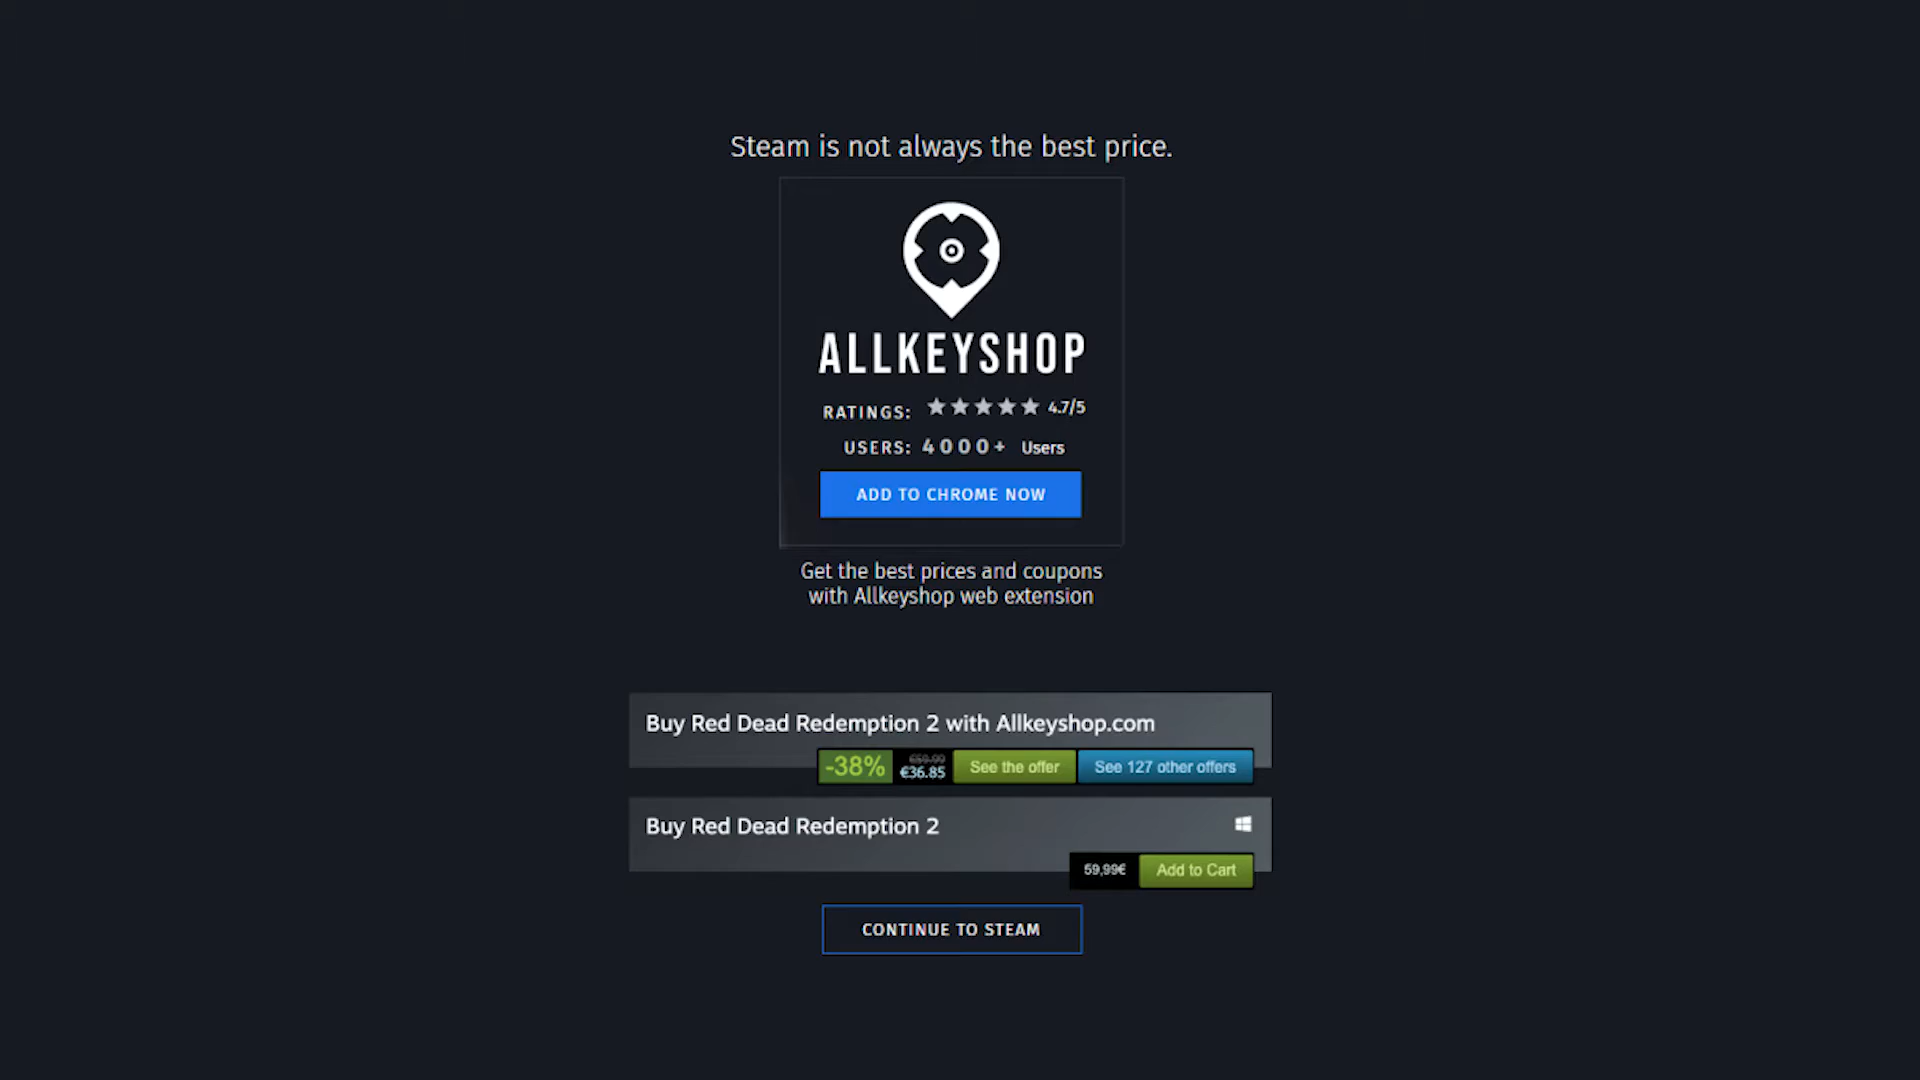 Steam is not always the best price.
ALLKEYSHOP
RATINGS: ★★★★★ 4.7/5
USERS: 4000+ Users
ADD TO CHROME NOW
Get the best prices and coupons
with Allkeyshop web extension
Buy Red Dead Redemption 2 with Allkeyshop.com
-38% €59.99 €36.85 See the offer See 127 other offers
Buy Red Dead Redemption 2
59,99€ Add to Cart
CONTINUE TO STEAM